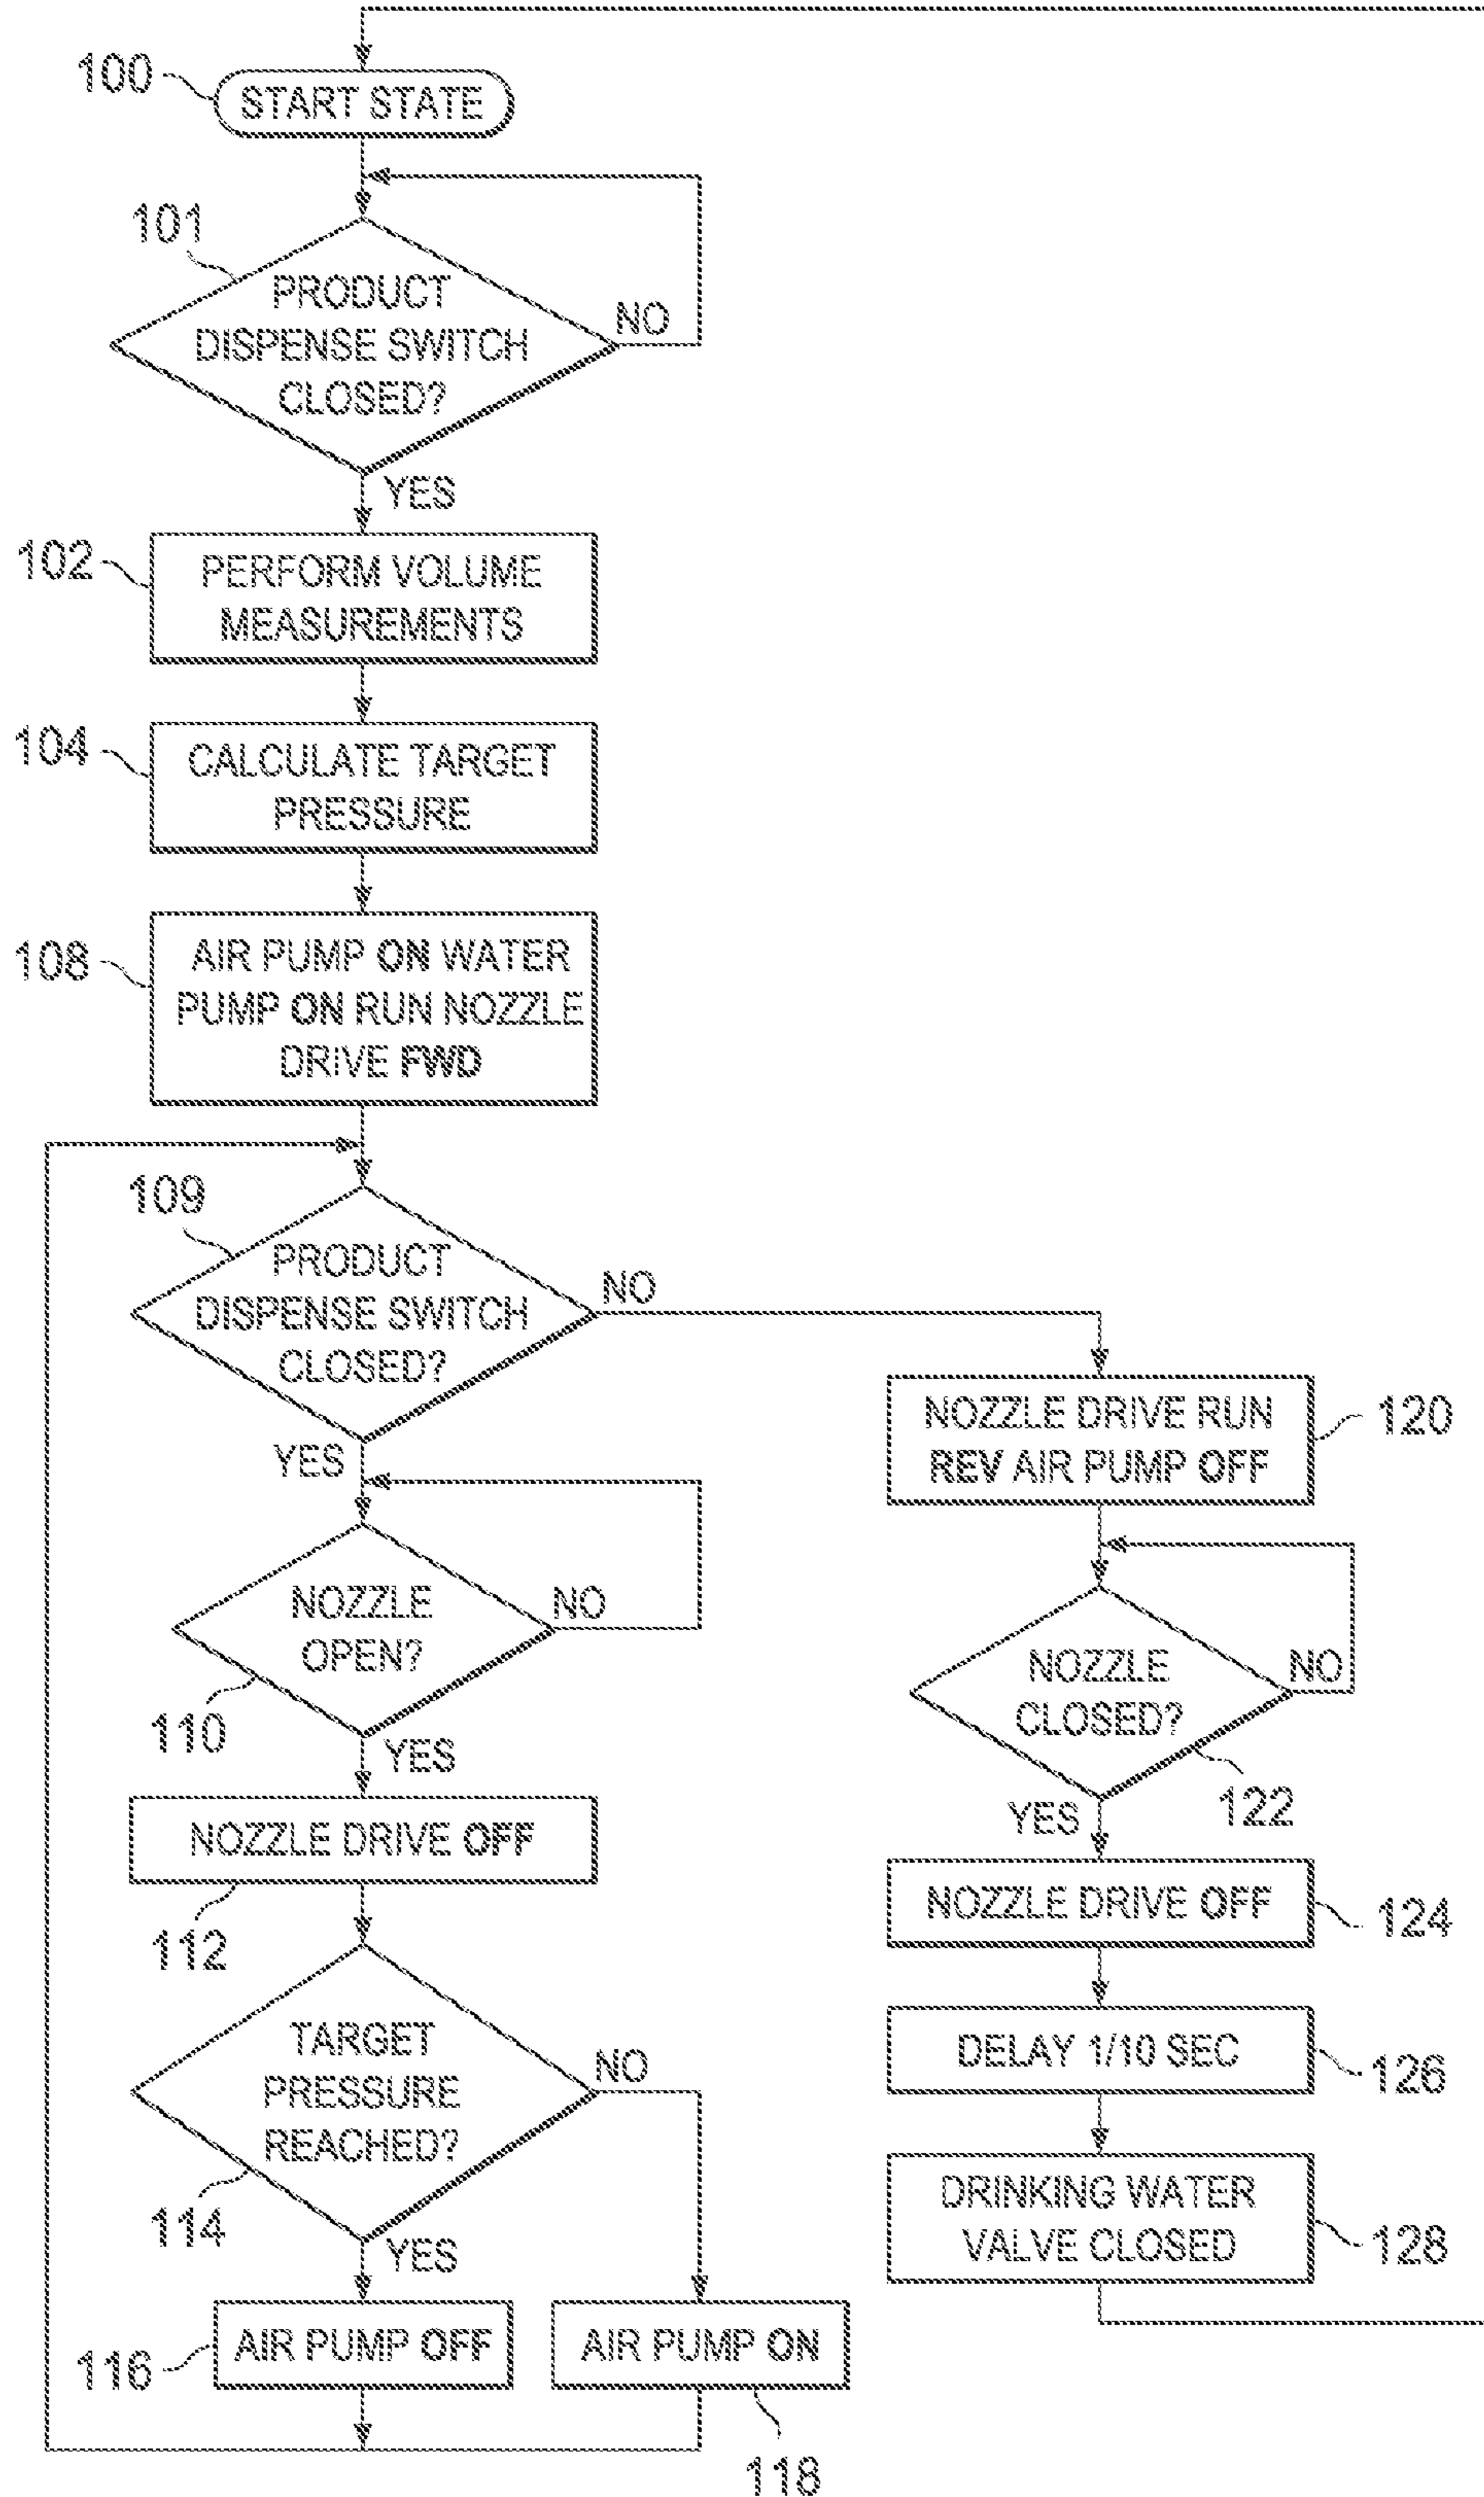 100
START STATE
101
PRODUCT
DISPENSE SWITCH
CLOSED?
NO
YES
102
PERFORM VOLUME
MEASUREMENTS
104
CALCULATE TARGET
PRESSURE
108
AIR PUMP ON WATER
PUMP ON RUN NOZZLE
DRIVE FWD
109
PRODUCT
DISPENSE SWITCH
CLOSED?
NO
YES
NOZZLE
OPEN?
NO
110
YES
NOZZLE DRIVE OFF
112
TARGET
PRESSURE
REACHED?
NO
114
YES
116
AIR PUMP OFF
AIR PUMP ON
118
NOZZLE DRIVE RUN
REV AIR PUMP OFF
120
NOZZLE
CLOSED?
NO
122
YES
NOZZLE DRIVE OFF
124
DELAY 1/10 SEC
126
DRINKING WATER
VALVE CLOSED
128